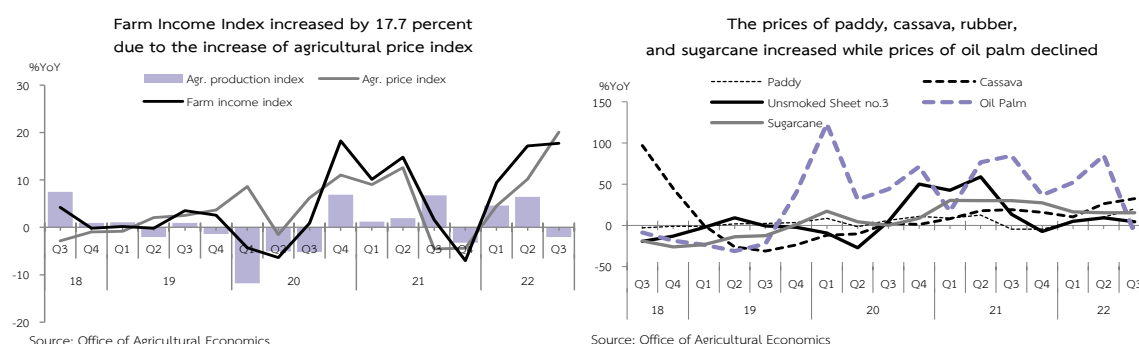 Farm Income Index increased by 17.7 percent
due to the increase of agricultural price index
%YoY
Agr. production index
Agr. price index
Farm income index
30
20
10
0
-10
-20
Q3 Q4 Q1 Q2 Q3 Q4 Q1 Q2 Q3 Q4 Q1 Q2 Q3 Q4 Q1 Q2 Q3
18 19 20 21 22
Source: Office of Agricultural Economics
The prices of paddy, cassava, rubber,
and sugarcane increased while prices of oil palm declined
%YoY
Paddy
Cassava
Unsmoked Sheet no.3
Oil Palm
Sugarcane
150
100
50
0
-50
Q3 Q4 Q1 Q2 Q3 Q4 Q1 Q2 Q3 Q4 Q1 Q2 Q3 Q4 Q1 Q2 Q3
18 19 20 21 22
Source: Office of Agricultural Economics